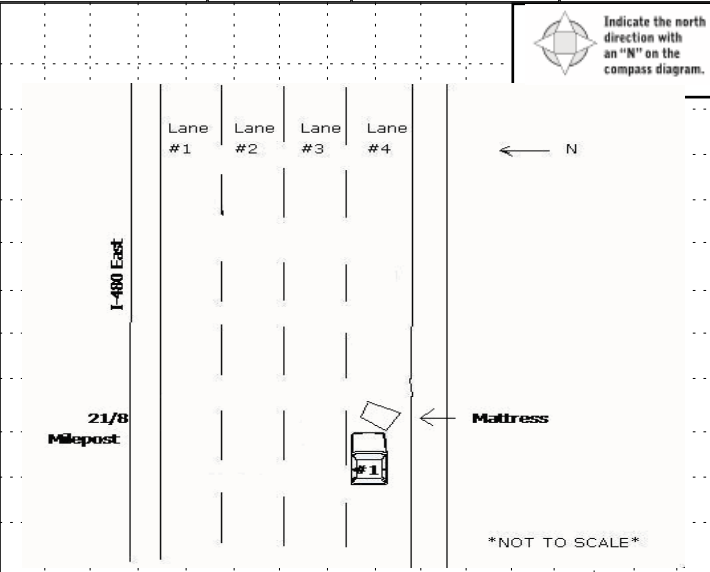 Indicate the north
direction with
an "N" on the
compass diagram.
Lane Lane Lane Lane
#1 #2 #3 #4
N
I-480 East
21/8
Milepost
Mattress
#1
*NOT TO SCALE*